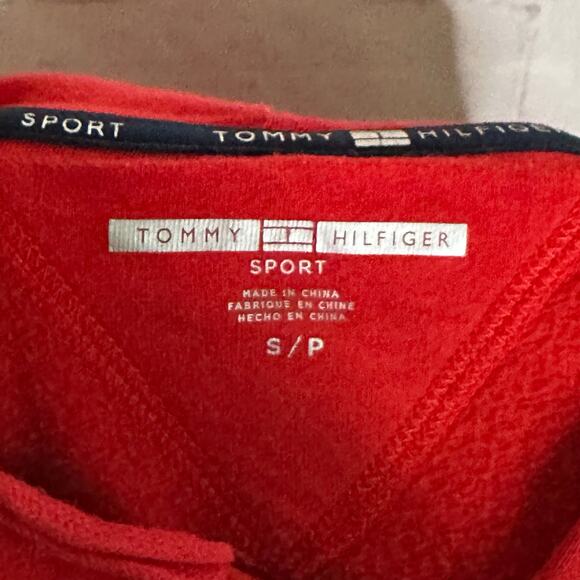 SPORT TOMMY HILFIGER
TOMMY HILFIGER
SPORT
MADE IN CHINA
FABRIQUE EN CHINE
HECHO EN CHINA
S/P